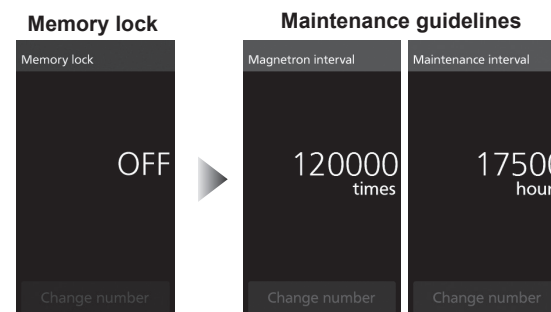 Memory lock
Maintenance guidelines
Memory lock
OFF
Change number
Magnetron interval
120000
times
Change number
Maintenance interval
Change number